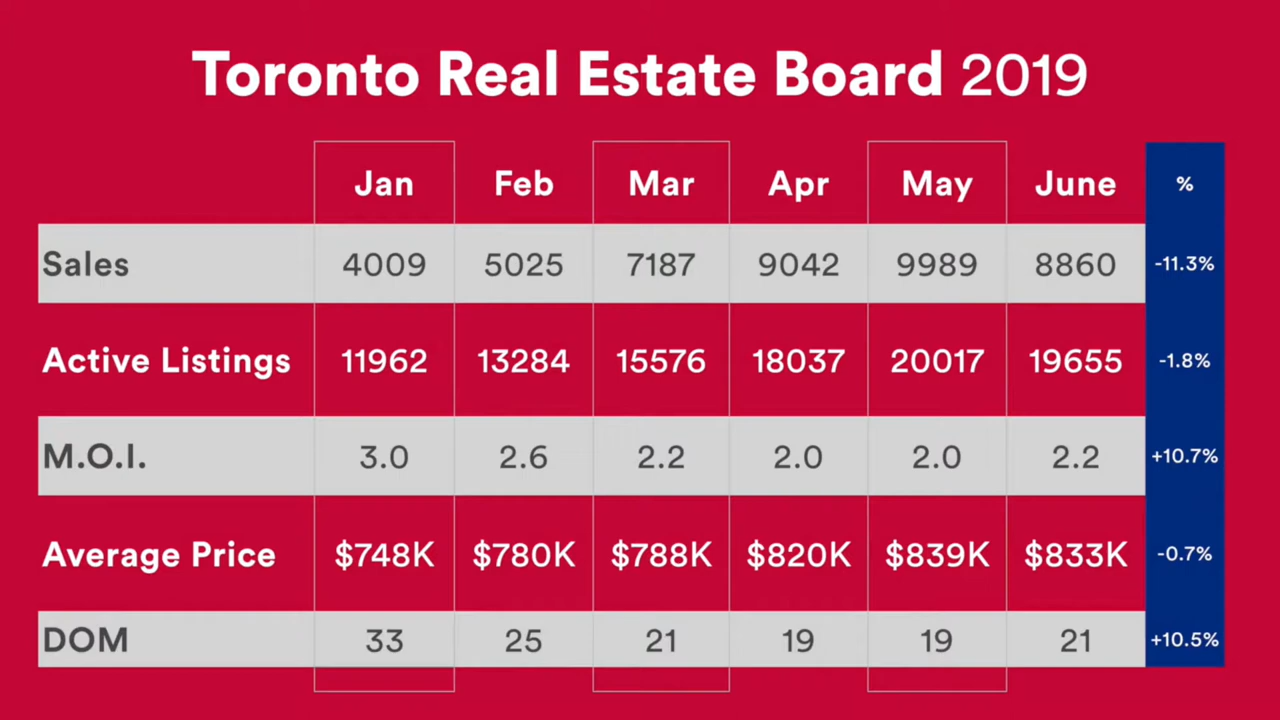 Toronto Real Estate Board 2019
Jan Feb Mar Apr May June %
Sales 4009 5025 7187 9042 9989 8860 -11.3%
Active Listings 11962 13284 15576 18037 20017 19655 -1.8%
M.O.I. 3.0 2.6 2.2 2.0 2.0 2.2 +10.7%
Average Price $748K $780K $788K $820K $839K $833K -0.7%
DOM 33 25 21 19 19 21 +10.5%